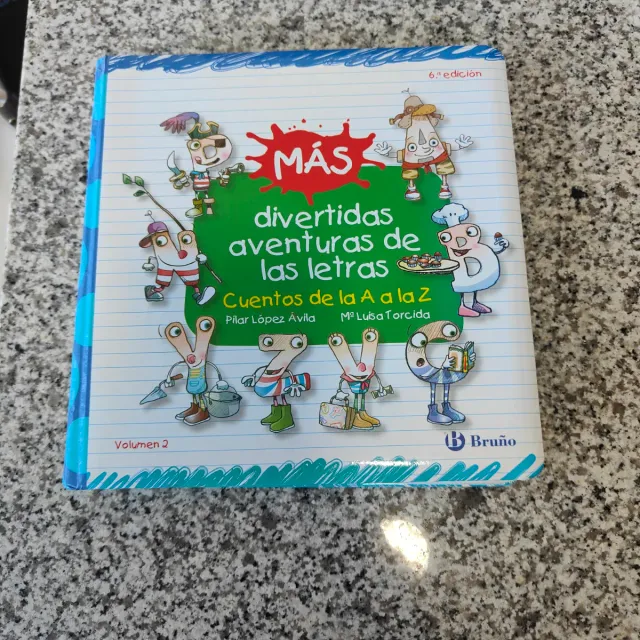 6.ª edición
MÁS
divertidas
aventuras de
las letras
Cuentos de la A a la Z
Pilar López Ávila Mª Luisa Torcida
Volumen 2
Bruño